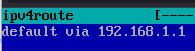 ipv4route [----
default via 192.168.1.1